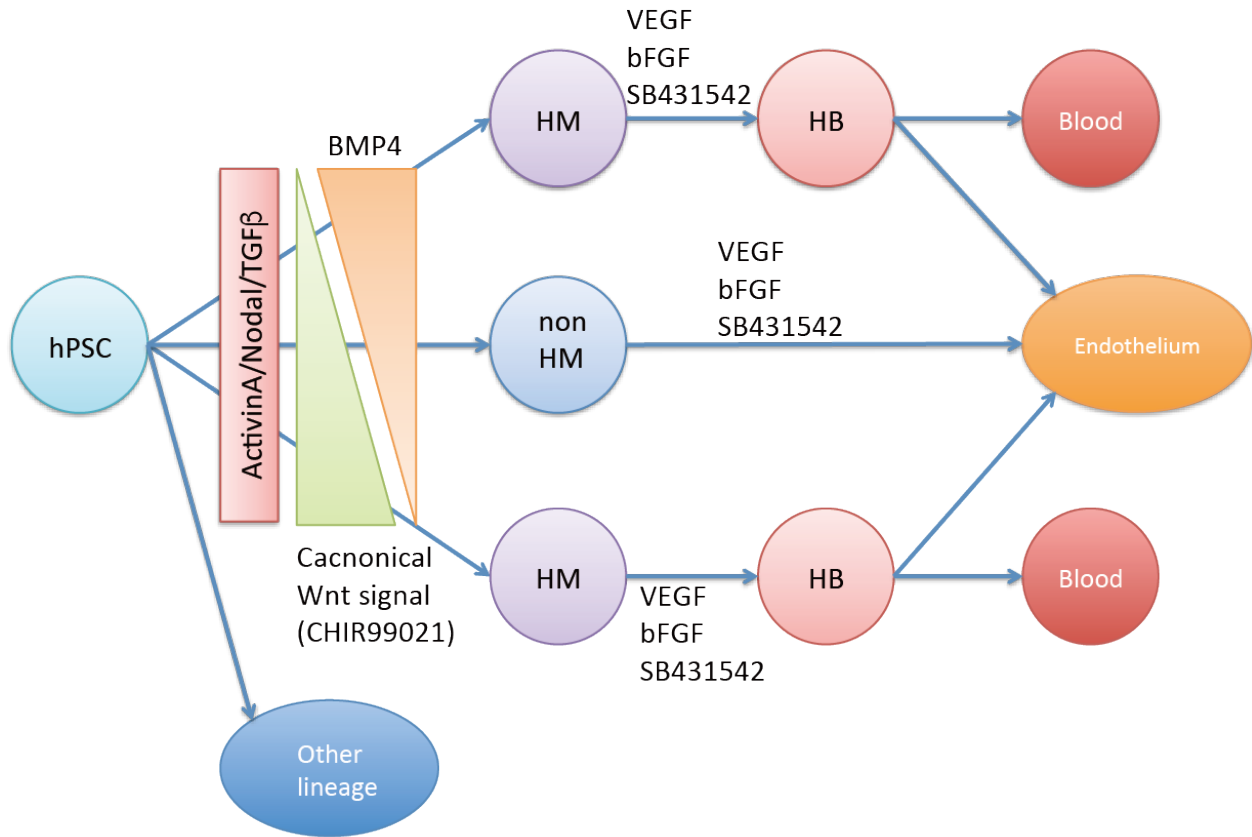 VEGF
bFGF
SB431542
HM
HB
Blood
BMP4
ActivinA/Nodal/TGFβ
hPSC
non
HM
VEGF
bFGF
SB431542
Endothelium
Cacnonical
Wnt signal
(CHIR99021)
HM
VEGF
bFGF
SB431542
HB
Blood
Other
lineage